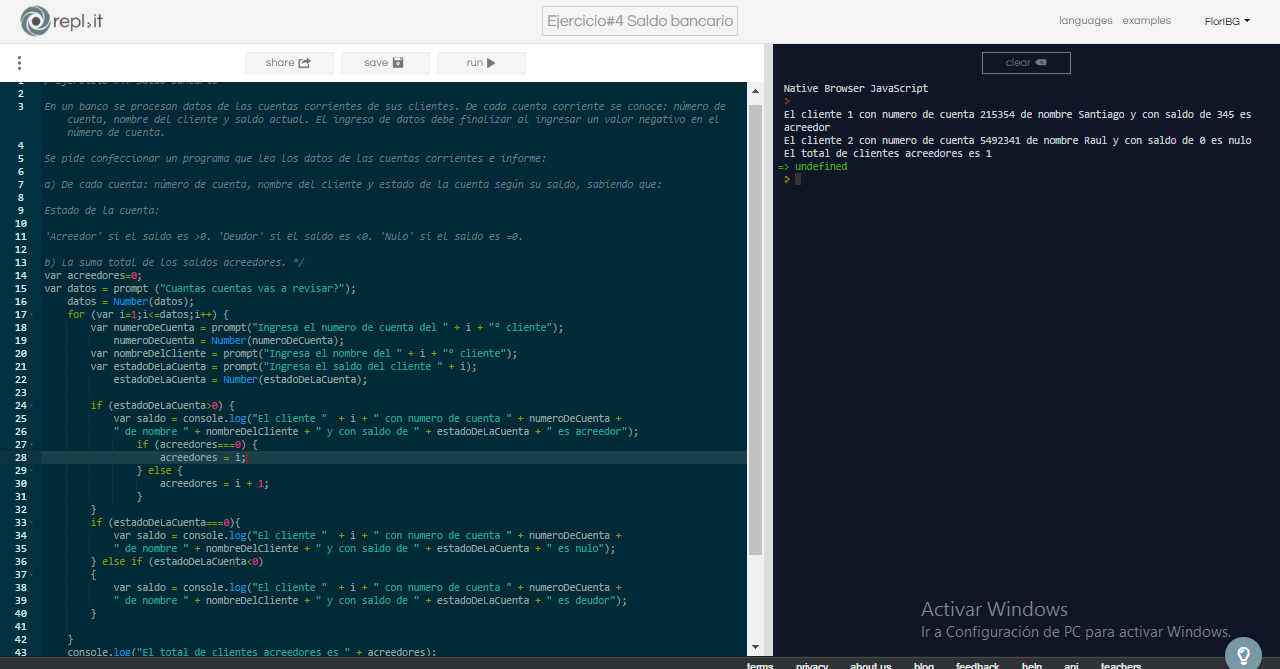 repl.it
Ejercicio#4 Saldo bancario
languages examples FlorIBG
share save run
clear
1
2
3 En un banco se procesan datos de las cuentas corrientes de sus clientes. De cada cuenta corriente se conoce: número de
cuenta, nombre del cliente y saldo actual. El ingreso de datos debe finalizar al ingresar un valor negativo en el
número de cuenta.
4
5 Se pide confeccionar un programa que lea los datos de las cuentas corrientes e informe:
6
7 a) De cada cuenta: número de cuenta, nombre del cliente y estado de la cuenta según su saldo, sabiendo que:
8
9 Estado de la cuenta:
10
11 'Acreedor' si el saldo es >0. 'Deudor' si el saldo es <0. 'Nulo' si el saldo es =0.
12
13 b) La suma total de los saldos acreedores. */
14 var acreedores=0;
15 var datos = prompt ("Cuantas cuentas vas a revisar?");
16 datos = Number(datos);
17 for (var i=1;i<=datos;i++) {
18 var numeroDeCuenta = prompt("Ingresa el numero de cuenta del " + i + "º cliente");
19 numeroDeCuenta = Number(numeroDeCuenta);
20 var nombreDelCliente = prompt("Ingresa el nombre del " + i + "º cliente");
21 var estadoDeLaCuenta = prompt("Ingresa el saldo del cliente " + i);
22 estadoDeLaCuenta = Number(estadoDeLaCuenta);
23
24 if (estadoDeLaCuenta>0) {
25 var saldo = console.log("El cliente "  + i + " con numero de cuenta " + numeroDeCuenta +
26 " de nombre " + nombreDelCliente + " y con saldo de " + estadoDeLaCuenta + " es acreedor");
27 if (acreedores===0) {
28 acreedores = i;
29 } else {
30 acreedores = i + 1;
31 }
32 }
33 if (estadoDeLaCuenta===0){
34 var saldo = console.log("El cliente "  + i + " con numero de cuenta " + numeroDeCuenta +
35 " de nombre " + nombreDelCliente + " y con saldo de " + estadoDeLaCuenta + " es nulo");
36 } else if (estadoDeLaCuenta<0)
37 {
38 var saldo = console.log("El cliente "  + i + " con numero de cuenta " + numeroDeCuenta +
39 " de nombre " + nombreDelCliente + " y con saldo de " + estadoDeLaCuenta + " es deudor");
40 }
41
42 }
43 console.log("El total de clientes acreedores es " + acreedores);
Native Browser JavaScript
>
El cliente 1 con numero de cuenta 215354 de nombre Santiago y con saldo de 345 es
acreedor
El cliente 2 con numero de cuenta 5492341 de nombre Raul y con saldo de 0 es nulo
El total de clientes acreedores es 1
=> undefined
>
Activar Windows
Ir a Configuración de PC para activar Windows.
terms privacy about us blog feedback help api teachers